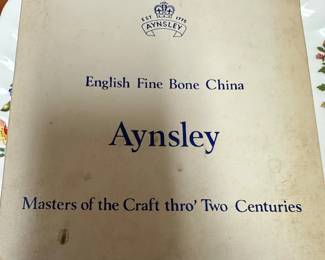 EST 1775
AYNSLEY
English Fine Bone China
Aynsley
Masters of the Craft thro' Two Centuries